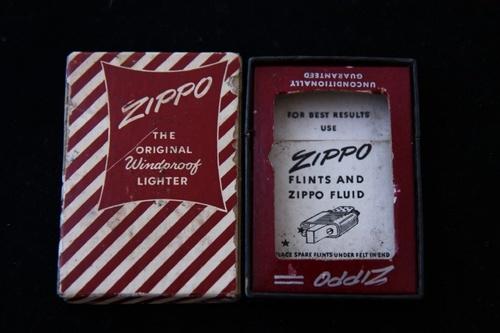 ZIPPO
THE
ORIGINAL
Windproof
LIGHTER
UNCONDITIONALLY
GUARANTEED
FOR BEST RESULTS
USE
ZIPPO
FLINTS AND
ZIPPO FLUID
PLACE SPARE FLINTS UNDER FELT IN END
ZIPPO